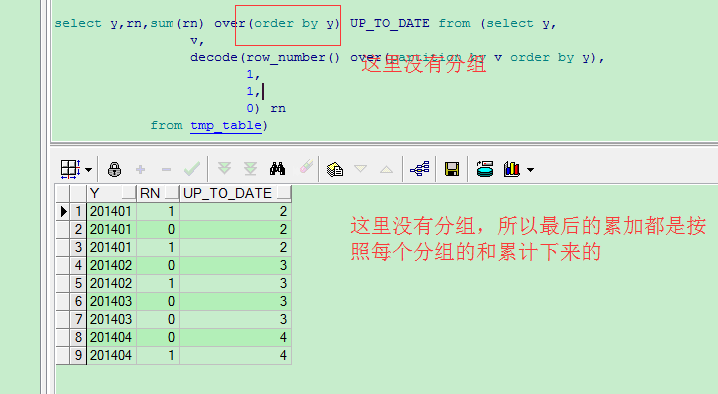 select y,rn,sum(rn) over(order by y) UP_TO_DATE from (select y,
v,
decode(row_number() over(partition by v order by y),
这里没有分组
1,
1,
0) rn
from tmp_table)
Y RN UP_TO_DATE
1 201401 1 2
2 201401 0 2
3 201401 1 2
4 201402 0 3
5 201402 1 3
6 201403 0 3
7 201403 0 3
8 201404 0 4
9 201404 1 4
这里没有分组，所以最后的累加都是按
照每个分组的和累计下来的